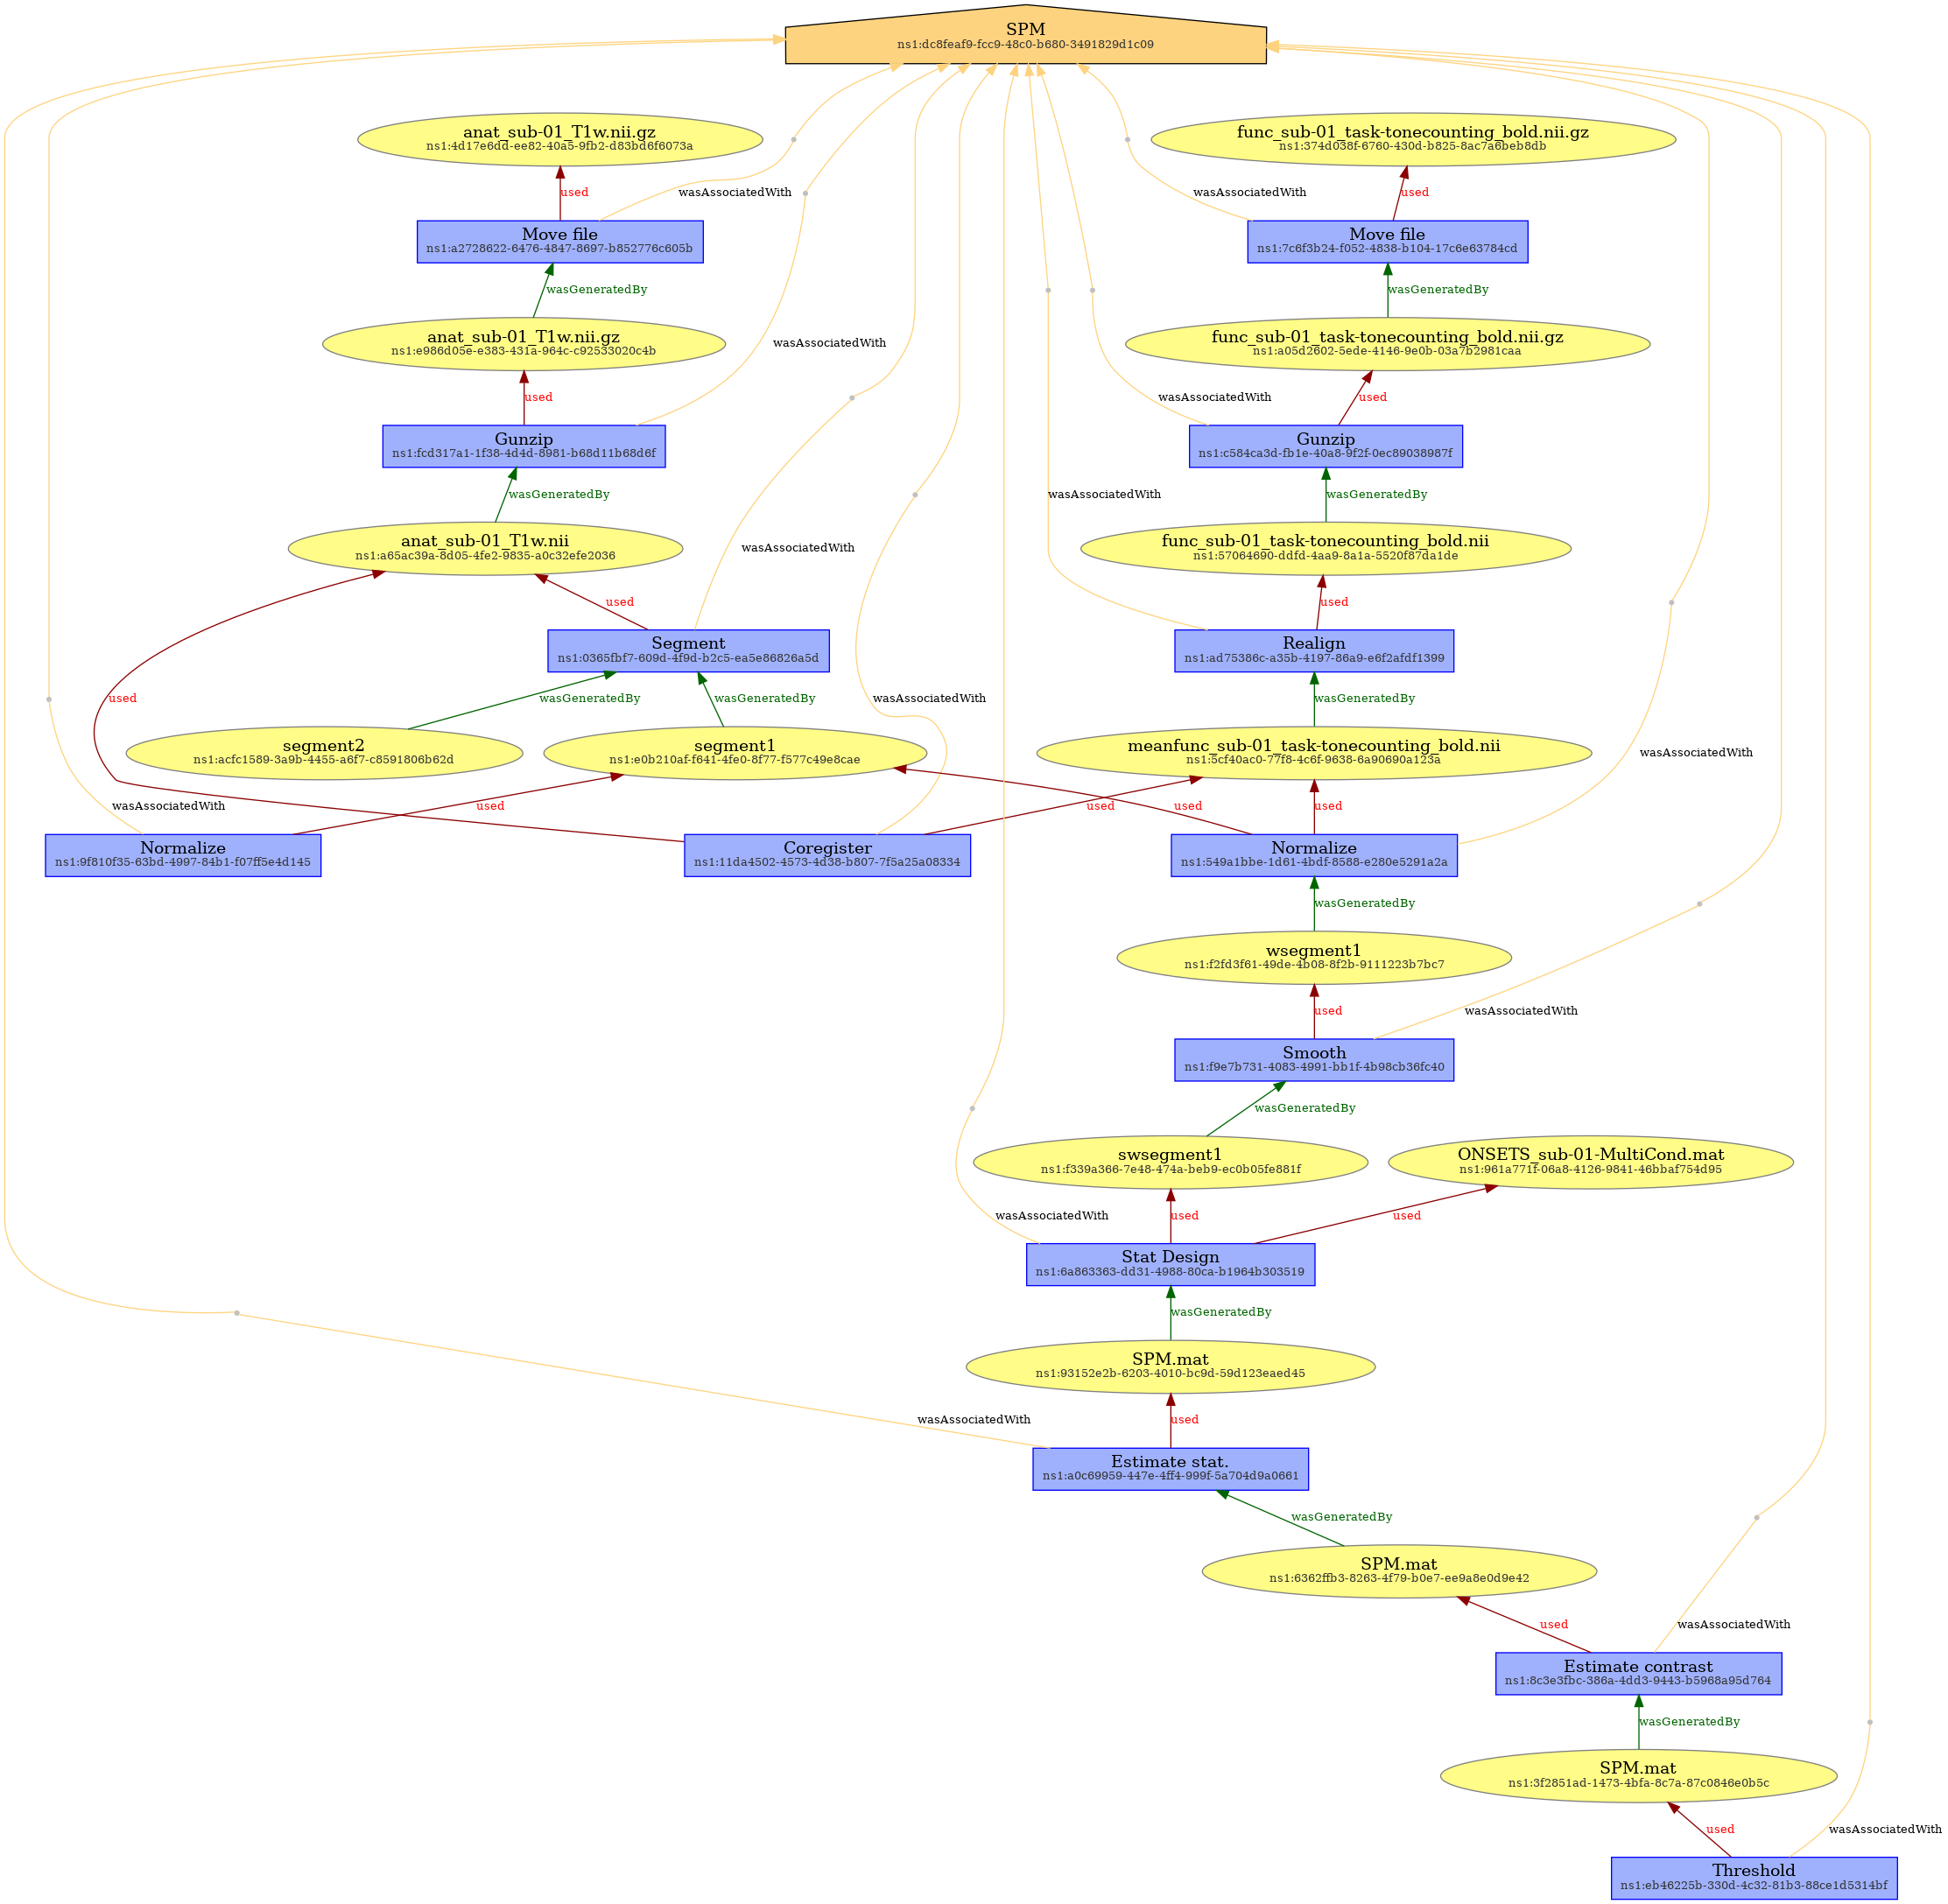 SPM
ns1:dc8feaf9-fcc9-48c0-b680-3491829d1c09
anat_sub-01_T1w.nii.gz
ns1:4d17e6dd-ee82-40a5-9fb2-d83bd6f6073a
func_sub-01_task-tonecounting_bold.nii.gz
ns1:374d038f-6760-430d-b825-8ac7a6beb8db
used
wasAssociatedWith
wasAssociatedWith
used
Move file
ns1:a2728622-6476-4847-8697-b852776c605b
Move file
ns1:7c6f3b24-f052-4838-b104-17c6e63784cd
wasGeneratedBy
wasGeneratedBy
anat_sub-01_T1w.nii.gz
ns1:e986d05e-e383-431a-964c-c92533020c4b
wasAssociatedWith
func_sub-01_task-tonecounting_bold.nii.gz
ns1:a05d2602-5ede-4146-9e0b-03a7b2981caa
used
wasAssociatedWith
used
Gunzip
ns1:fcd317a1-1f38-4d4d-8981-b68d11b68d6f
Gunzip
ns1:c584ca3d-fb1e-40a8-9f2f-0ec89038987f
wasGeneratedBy
wasAssociatedWith
wasGeneratedBy
anat_sub-01_T1w.nii
ns1:a65ac39a-8d05-4fe2-9835-a0c32efe2036
wasAssociatedWith
func_sub-01_task-tonecounting_bold.nii
ns1:57064690-ddfd-4aa9-8a1a-5520f87da1de
used
used
Segment
ns1:0365fbf7-609d-4f9d-b2c5-ea5e86826a5d
Realign
ns1:ad75386c-a35b-4197-86a9-e6f2afdf1399
used
wasGeneratedBy
wasGeneratedBy
wasAssociatedWith
wasGeneratedBy
segment2
ns1:acfc1589-3a9b-4455-a6f7-c8591806b62d
segment1
ns1:e0b210af-f641-4fe0-8f77-f577c49e8cae
meanfunc_sub-01_task-tonecounting_bold.nii
ns1:5cf40ac0-77f8-4c6f-9638-6a90690a123a
wasAssociatedWith
wasAssociatedWith
used
used
used
used
Normalize
ns1:9f810f35-63bd-4997-84b1-f07ff5e4d145
Coregister
ns1:11da4502-4573-4d38-b807-7f5a25a08334
Normalize
ns1:549a1bbe-1d61-4bdf-8588-e280e5291a2a
wasGeneratedBy
wsegment1
ns1:f2fd3f61-49de-4b08-8f2b-9111223b7bc7
used
wasAssociatedWith
Smooth
ns1:f9e7b731-4083-4991-bb1f-4b98cb36fc40
wasGeneratedBy
swsegment1
ns1:f339a366-7e48-474a-beb9-ec0b05fe881f
ONSETS_sub-01-MultiCond.mat
ns1:961a771f-06a8-4126-9841-46bbaf754d95
wasAssociatedWith
used
used
Stat Design
ns1:6a863363-dd31-4988-80ca-b1964b303519
wasGeneratedBy
SPM.mat
ns1:93152e2b-6203-4010-bc9d-59d123eaed45
wasAssociatedWith
used
Estimate stat.
ns1:a0c69959-447e-4ff4-999f-5a704d9a0661
wasGeneratedBy
SPM.mat
ns1:6362ffb3-8263-4f79-b0e7-ee9a8e0d9e42
used
wasAssociatedWith
Estimate contrast
ns1:8c3e3fbc-386a-4dd3-9443-b5968a95d764
wasGeneratedBy
SPM.mat
ns1:3f2851ad-1473-4bfa-8c7a-87c0846e0b5c
used
wasAssociatedWith
Threshold
ns1:eb46225b-330d-4c32-81b3-88ce1d5314bf